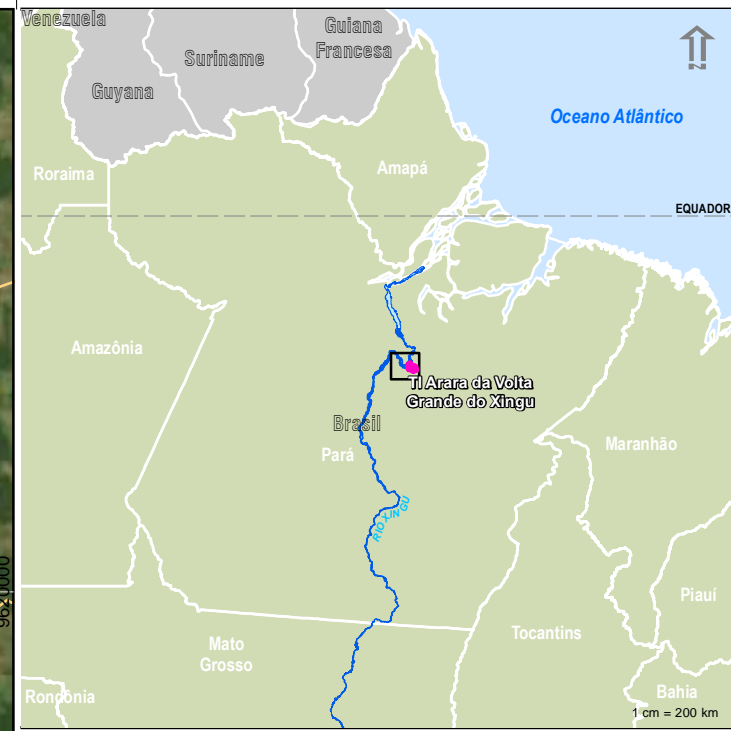 Venezuela
Guiana
Francesa
Suriname
Guyana
N
Oceano Atlântico
Roraima
Amapá
EQUADOR
Amazônia
TI Arara da Volta
Grande do Xingu
Brasil
Maranhão
Pará
RIO XINGU
9620000
Piauí
Tocantins
Mato
Grosso
Rondônia
Bahia
1 cm = 200 km